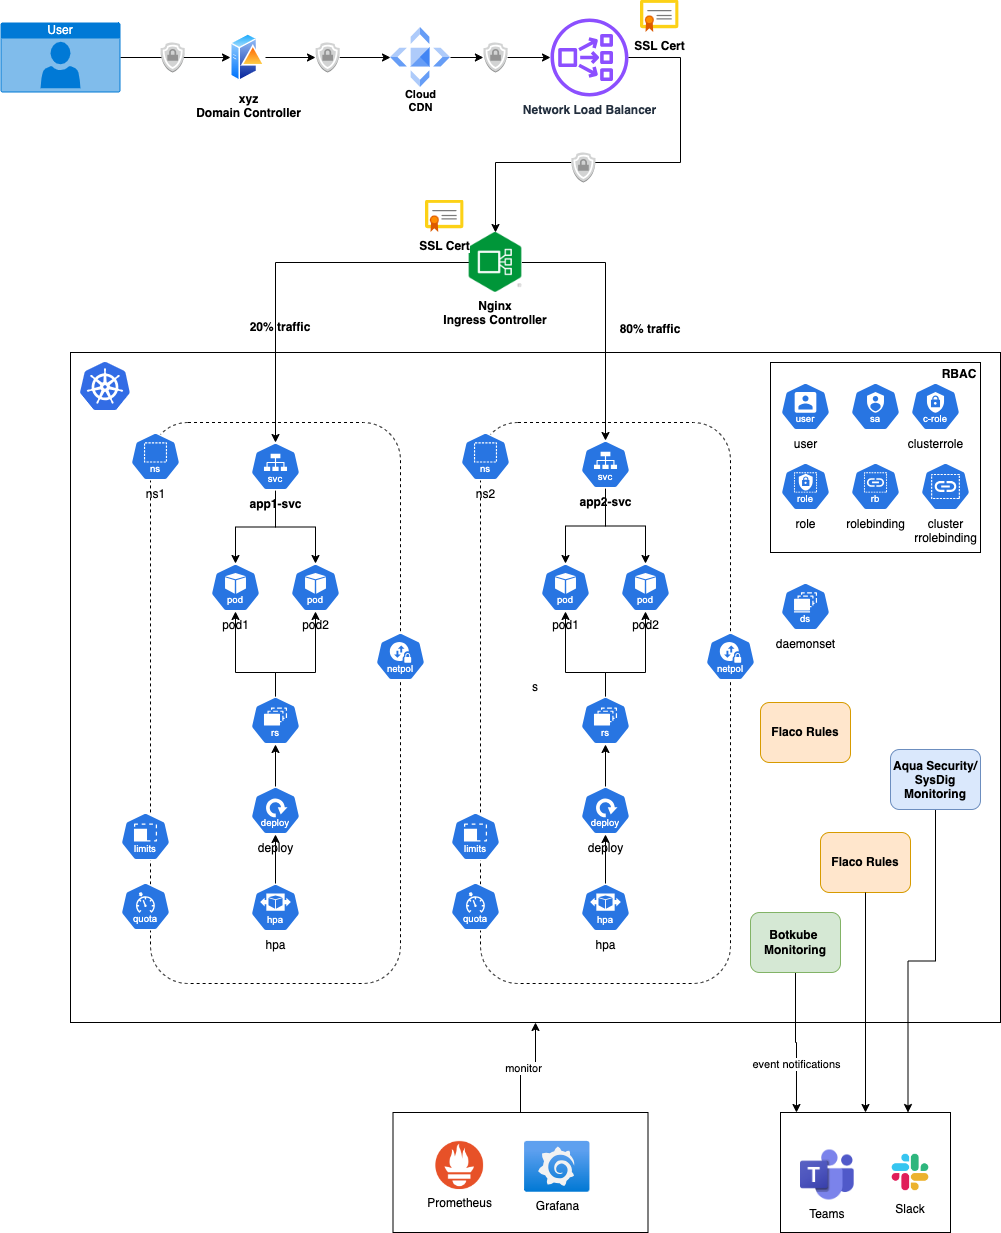 User
SSL Cert
xyz
Domain Controller
Cloud
CDN
Network Load Balancer
SSL Cert
Nginx
Ingress Controller
20% traffic
80% traffic
RBAC
user
user
sa
c-role
clusterrole
role
role
rb
rolebinding
cluster
rrolebinding
ns
ns1
svc
app1-svc
pod
pod1
pod
pod2
netpol
rs
deploy
deploy
limits
quota
hpa
hpa
ns
ns2
svc
app2-svc
pod
pod1
pod
pod2
netpol
s
rs
deploy
deploy
limits
quota
hpa
hpa
ds
daemonset
Flaco Rules
Aqua Security/
SysDig
Monitoring
Flaco Rules
Botkube
Monitoring
monitor
event notifications
Prometheus
Grafana
T
Teams
Slack